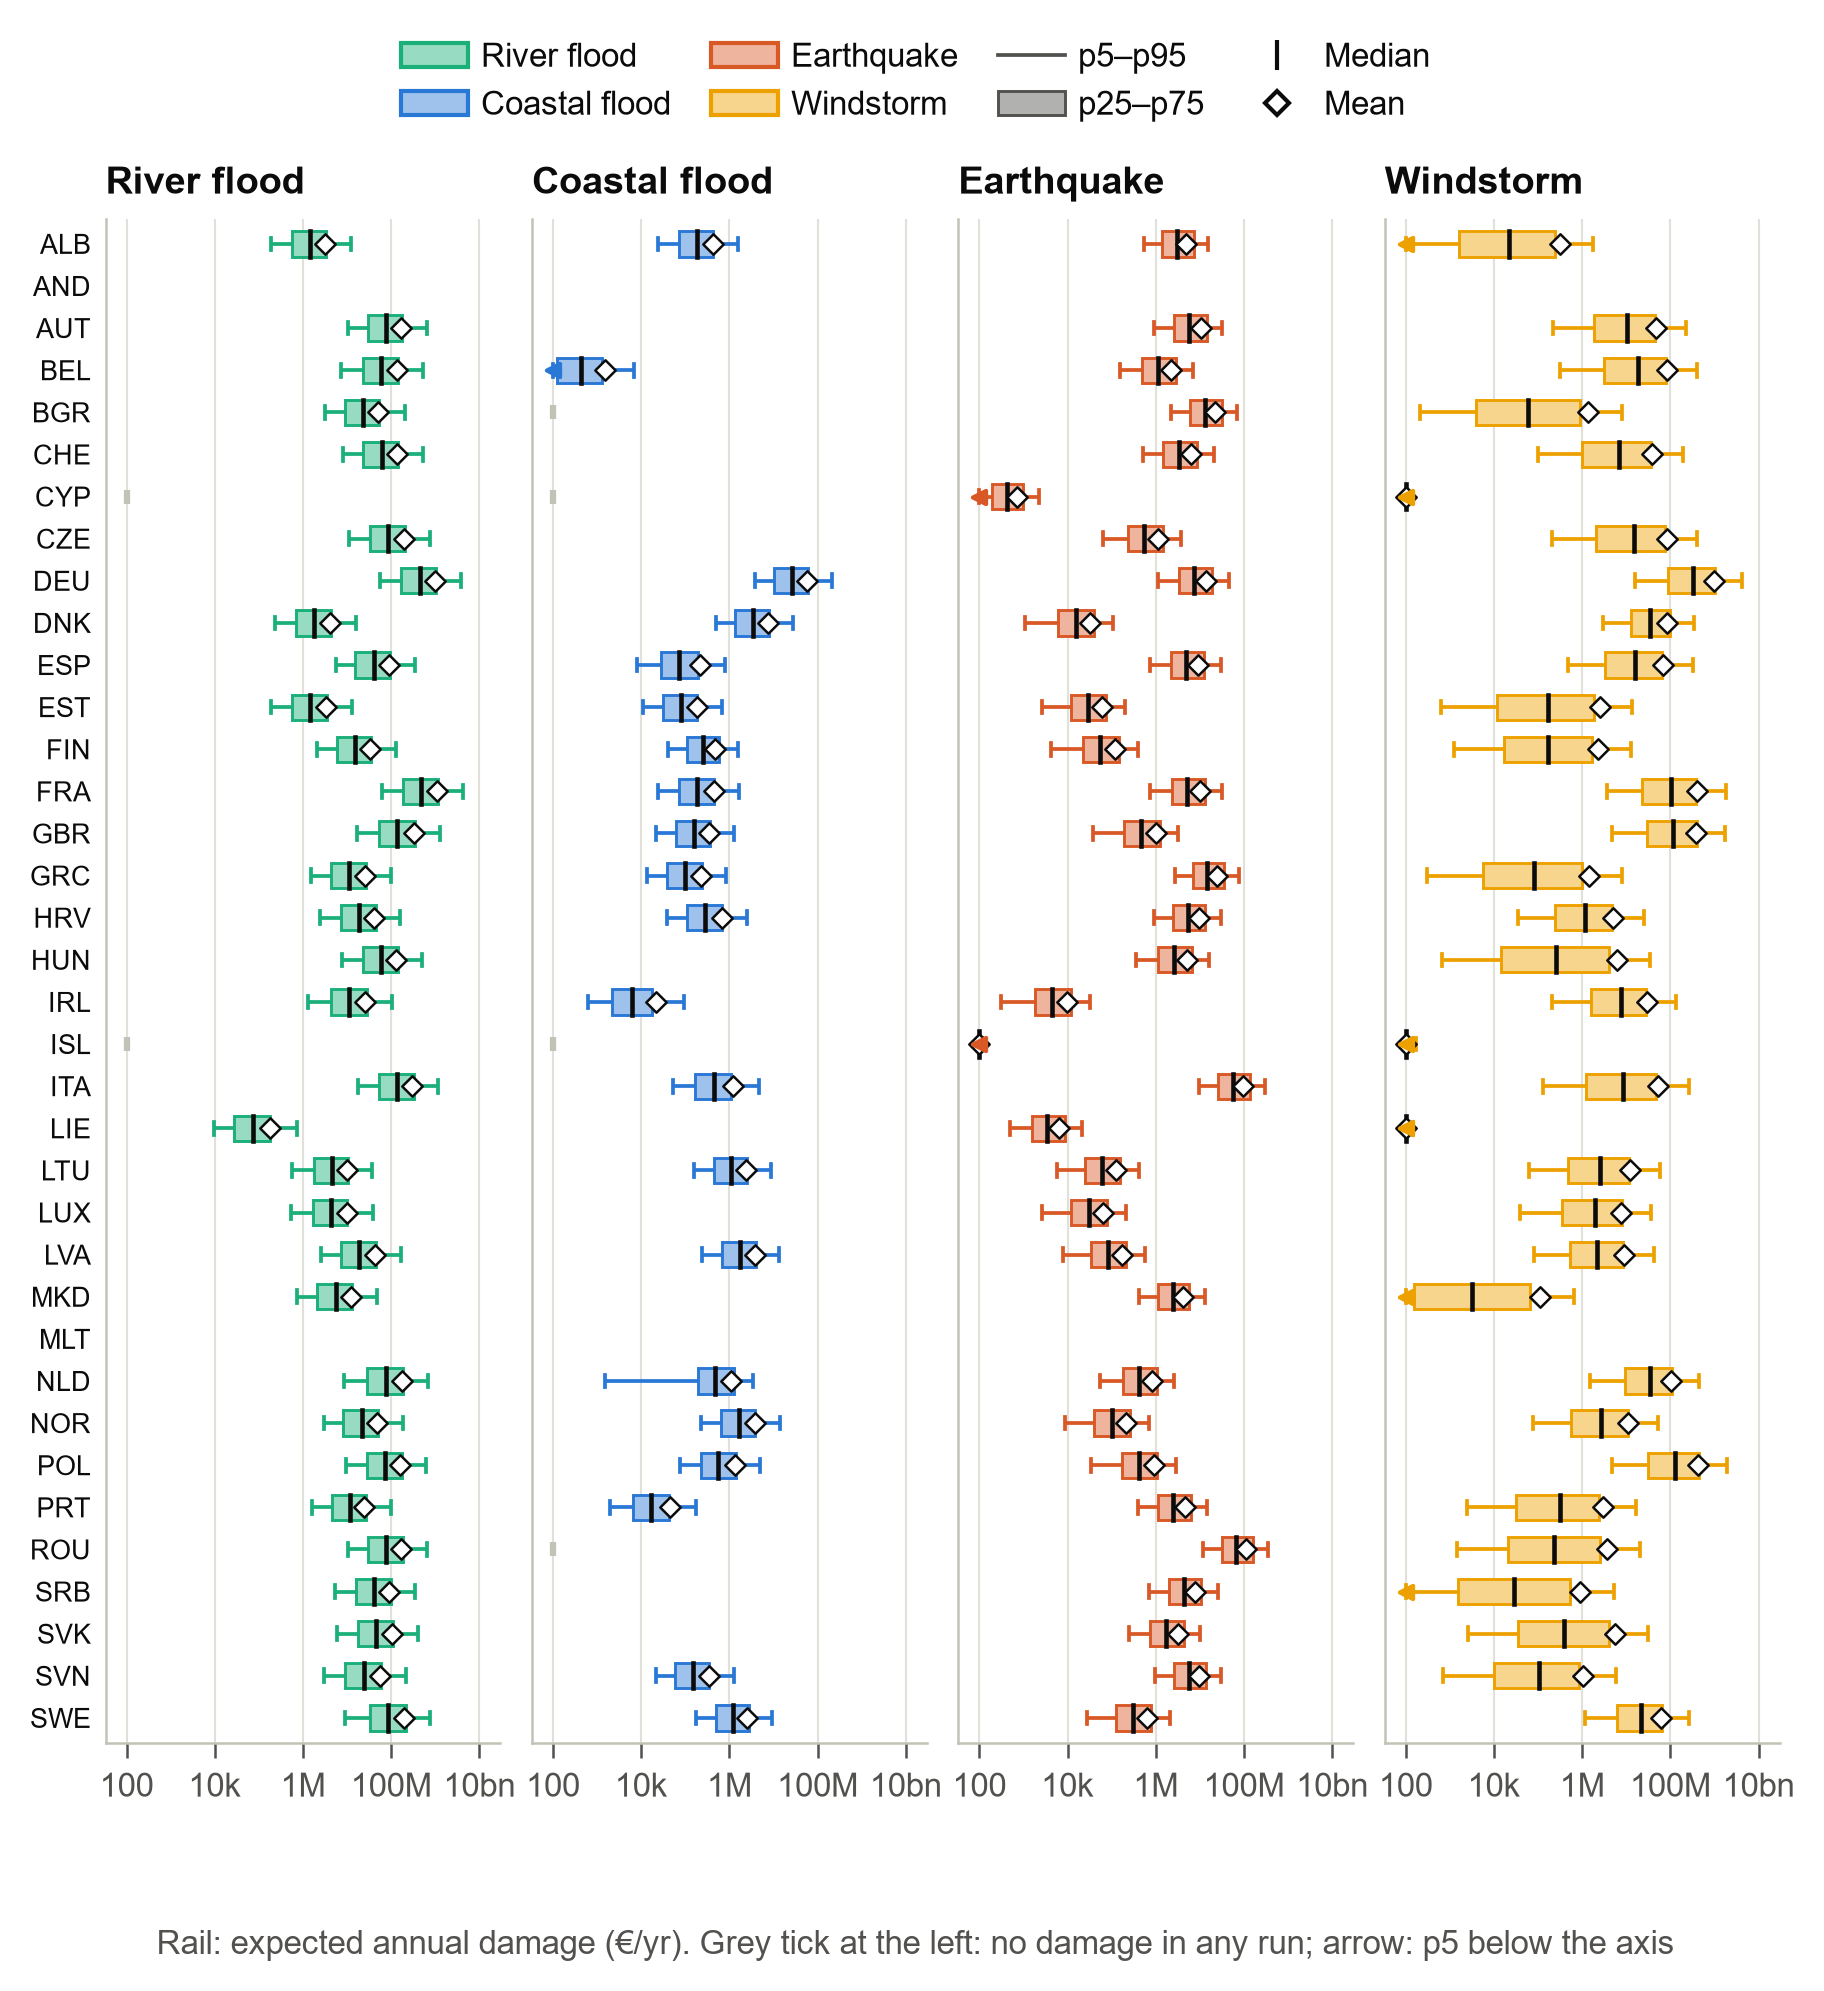 River flood Earthquake p5–p95 Median
Coastal flood Windstorm p25–p75 Mean
River flood Coastal flood Earthquake Windstorm
ALB
AND
AUT
BEL
BGR
CHE
CYP
CZE
DEU
DNK
ESP
EST
FIN
FRA
GBR
GRC
HRV
HUN
IRL
ISL
ITA
LIE
LTU
LUX
LVA
MKD
MLT
NLD
NOR
POL
PRT
ROU
SRB
SVK
SVN
SWE
100 10k 1M 100M 10bn 100 10k 1M 100M 10bn 100 10k 1M 100M 10bn 100 10k 1M 100M 10bn
Rail: expected annual damage (€/yr). Grey tick at the left: no damage in any run; arrow: p5 below the axis